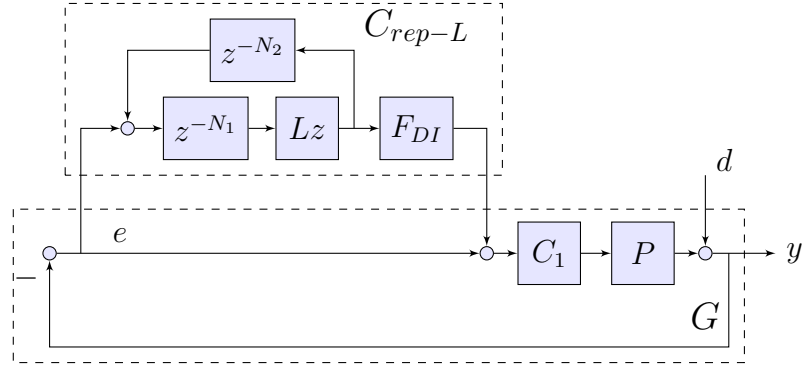 C_{rep-L}
z^{-N_2}
z^{-N_1} Lz F_{DI}
d
e
C_1 P y
−
G